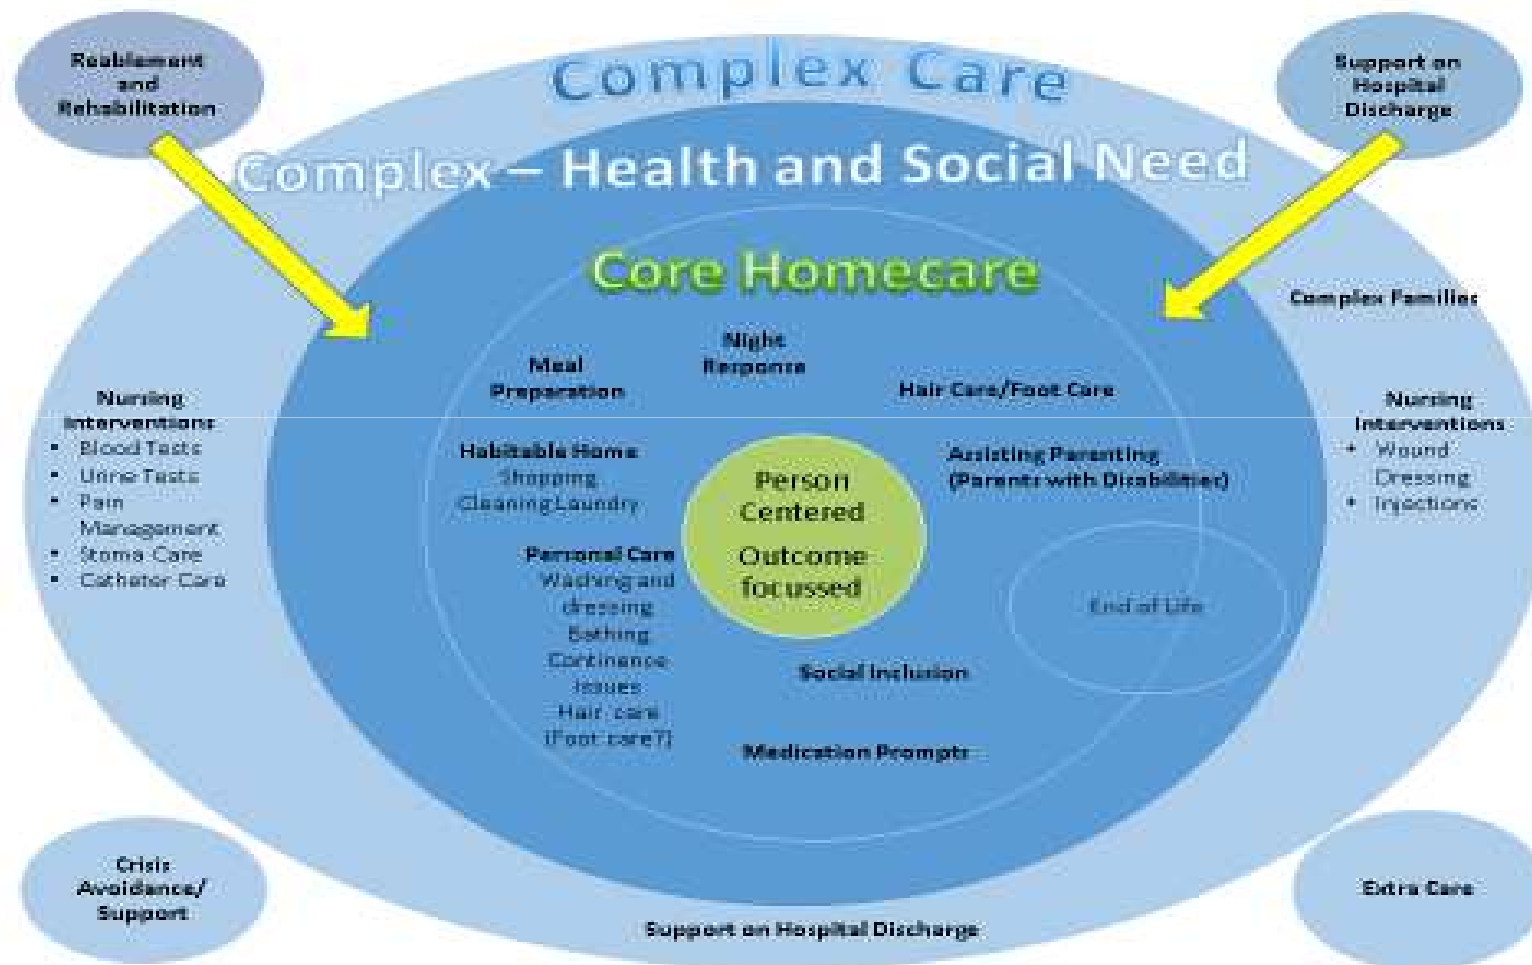 Reablement
and
Rehabilitation
Support on
Hospital
Discharge
Complex Care
Complex – Health and Social Need
Core Homecare
Complex Families
Night
Response
Meal
Preparation
Hair Care/Foot Care
Nursing
Interventions
• Blood Tests
• Urine Tests
• Pain
Management
• Stoma Care
• Catheter Care
Habitable Home
Shopping
Cleaning Laundry
Personal Care
Washing and
dressing
Bathing
Continence
issues
Hair care
(Foot care?)
Person
Centered
Outcome
focussed
Assisting Parenting
(Parents with Disabilities)
End of Life
Social Inclusion
Medication Prompts
Nursing
Interventions
• Wound
Dressing
• Injections
Crisis
Avoidance/
Support
Support on Hospital Discharge
Extra Care